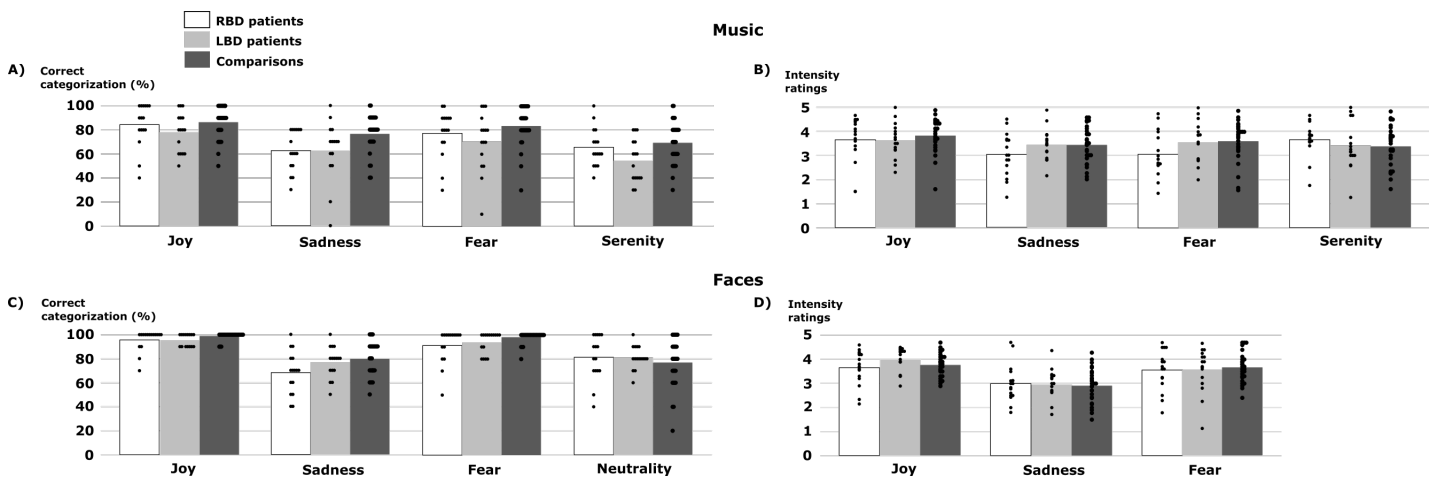 RBD patients
LBD patients
Comparisons
Music
A) Correct
categorization (%)
100
80
60
40
20
0
Joy Sadness Fear Serenity
B) Intensity
ratings
5
4
3
2
1
0
Joy Sadness Fear Serenity
Faces
C) Correct
categorization (%)
100
80
60
40
20
0
Joy Sadness Fear Neutrality
D) Intensity
ratings
5
4
3
2
1
0
Joy Sadness Fear